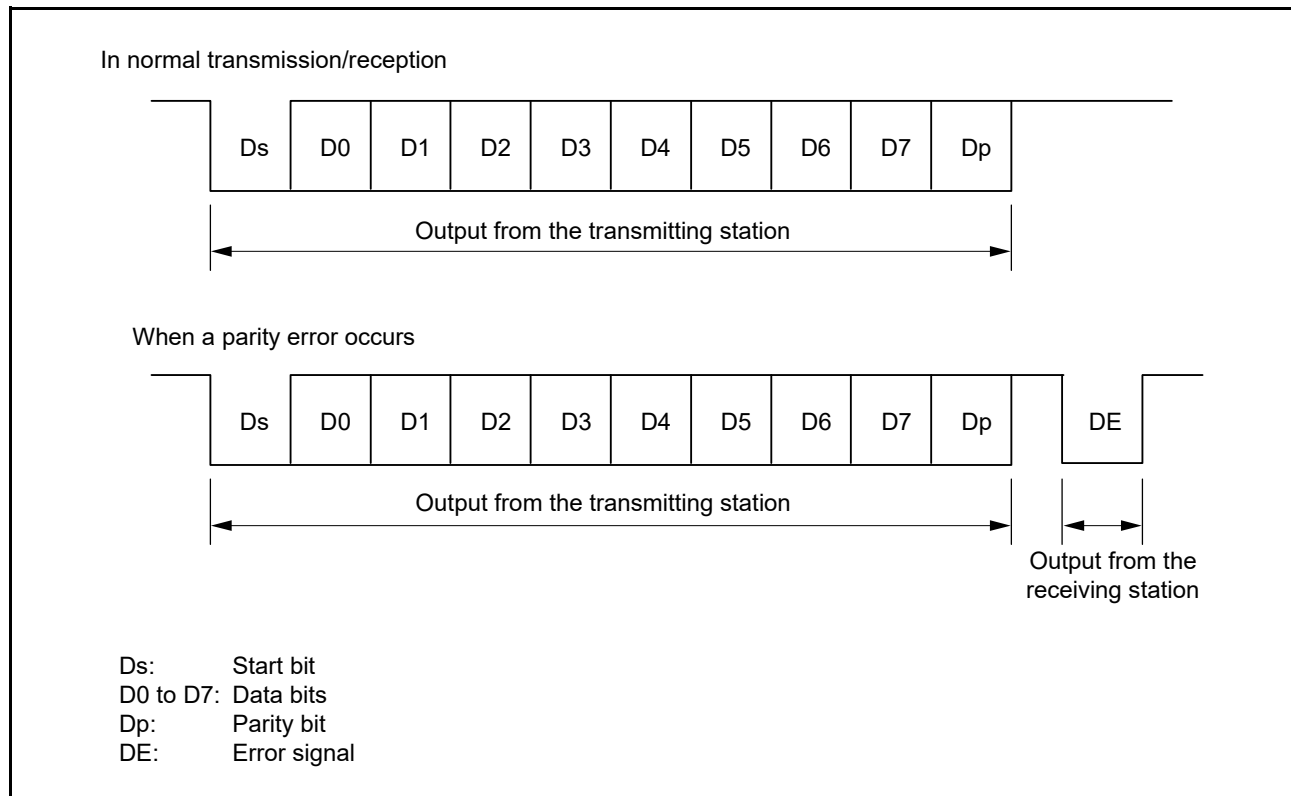 In normal transmission/reception
Ds D0 D1 D2 D3 D4 D5 D6 D7 Dp
Output from the transmitting station
When a parity error occurs
Ds D0 D1 D2 D3 D4 D5 D6 D7 Dp DE
Output from the transmitting station
Output from the
receiving station
Ds: Start bit
D0 to D7: Data bits
Dp: Parity bit
DE: Error signal